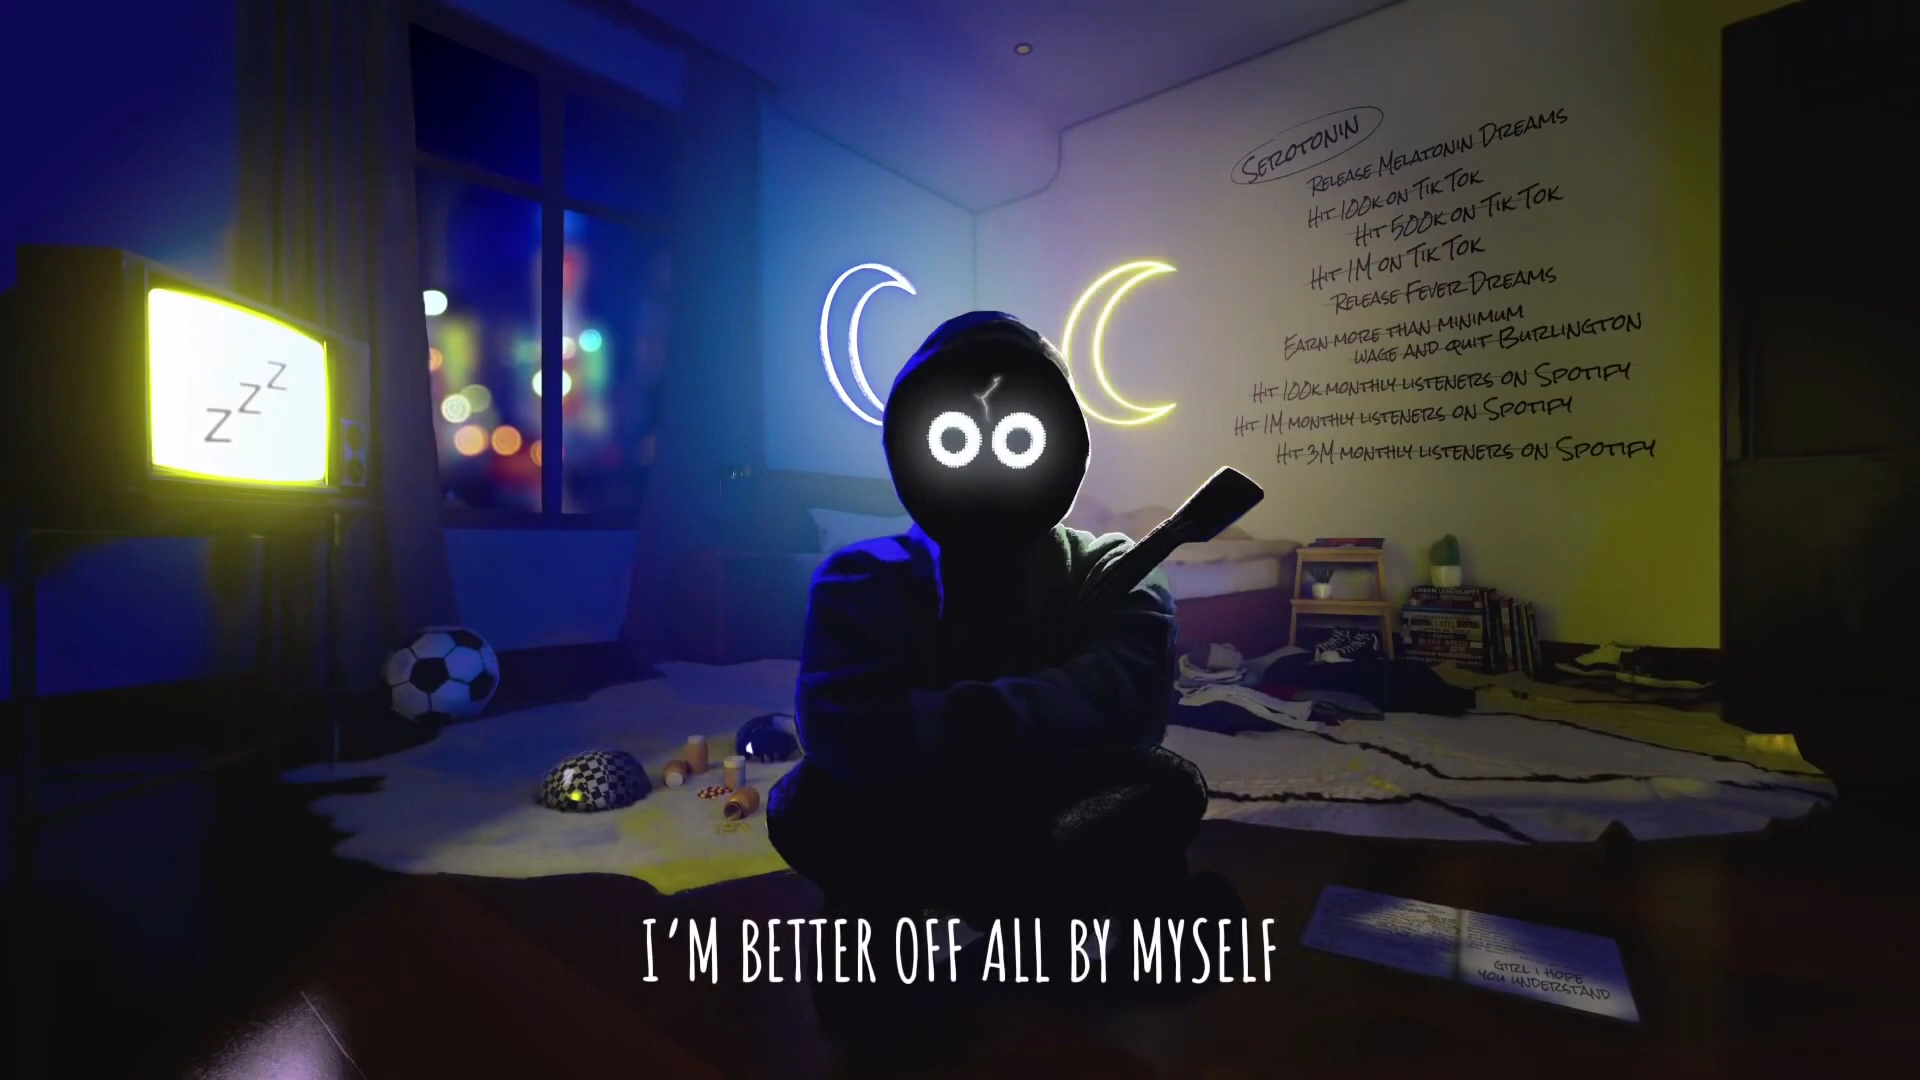 SEROTONIN
RELEASE MELATONIN DREAMS
HIT 100K ON TIK TOK
HIT 500K ON TIK TOK
HIT 1M ON TIK TOK
RELEASE FEVER DREAMS
EARN MORE THAN MINIMUM
WAGE AND QUIT BURLINGTON
HIT 100K MONTHLY LISTENERS ON SPOTIFY
HIT 1M MONTHLY LISTENERS ON SPOTIFY
HIT 3M MONTHLY LISTENERS ON SPOTIFY
Z
Z
Z
URBAN LANDSCAPES
GIRL I HOPE
YOU UNDERSTAND
I'M BETTER OFF ALL BY MYSELF